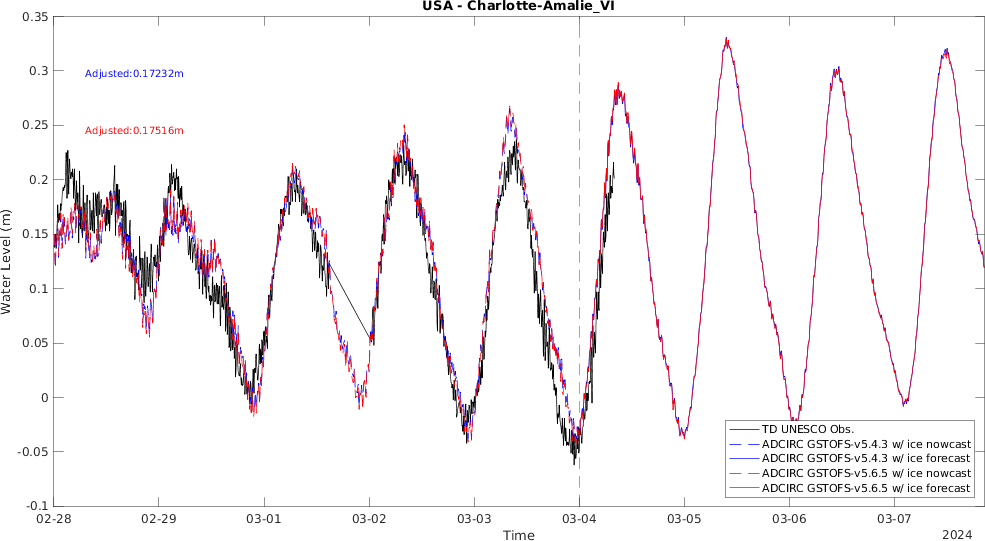 USA - Charlotte-Amalie_VI
0.35
0.3
0.25
0.2
0.15
0.1
0.05
0
-0.05
-0.1
Water Level (m)
Adjusted:0.17232m
Adjusted:0.17516m
TD UNESCO Obs.
ADCIRC GSTOFS-v5.4.3 w/ ice nowcast
ADCIRC GSTOFS-v5.4.3 w/ ice forecast
ADCIRC GSTOFS-v5.6.5 w/ ice nowcast
ADCIRC GSTOFS-v5.6.5 w/ ice forecast
02-28 02-29 03-01 03-02 03-03 03-04 03-05 03-06 03-07
Time
2024